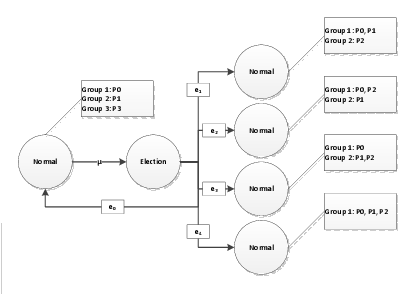 Group 1: P0, P1
Group 2: P2
Normal
Group 1: P0
Group 2: P1
Group 3: P3
e₁
Group 1: P0, P2
Group 2: P1
Normal
e₂
Normal
μ
Election
Group 1: P0
Group 2: P1,P2
Normal
e₃
e₀
Group 1: P0, P1, P2
e₄
Normal